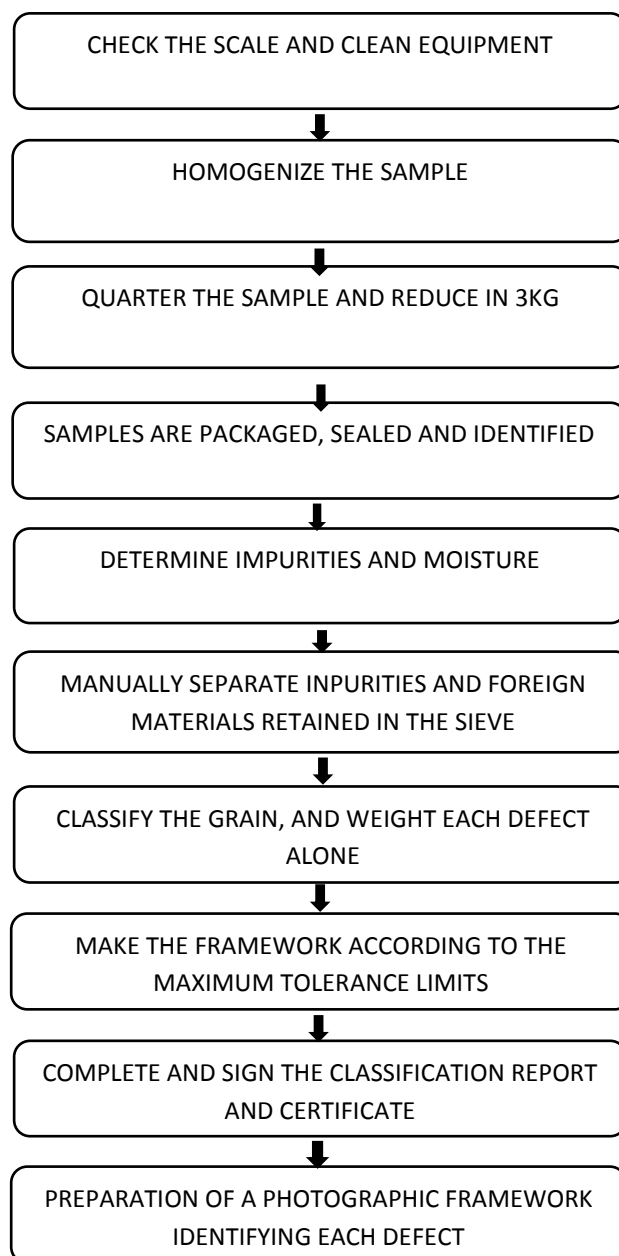 CHECK THE SCALE AND CLEAN EQUIPMENT
HOMOGENIZE THE SAMPLE
QUARTER THE SAMPLE AND REDUCE IN 3KG
SAMPLES ARE PACKAGED, SEALED AND IDENTIFIED
DETERMINE IMPURITIES AND MOISTURE
MANUALLY SEPARATE INPURITIES AND FOREIGN
MATERIALS RETAINED IN THE SIEVE
CLASSIFY THE GRAIN, AND WEIGHT EACH DEFECT
ALONE
MAKE THE FRAMEWORK ACCORDING TO THE
MAXIMUM TOLERANCE LIMITS
COMPLETE AND SIGN THE CLASSIFICATION REPORT
AND CERTIFICATE
PREPARATION OF A PHOTOGRAPHIC FRAMEWORK
IDENTIFYING EACH DEFECT